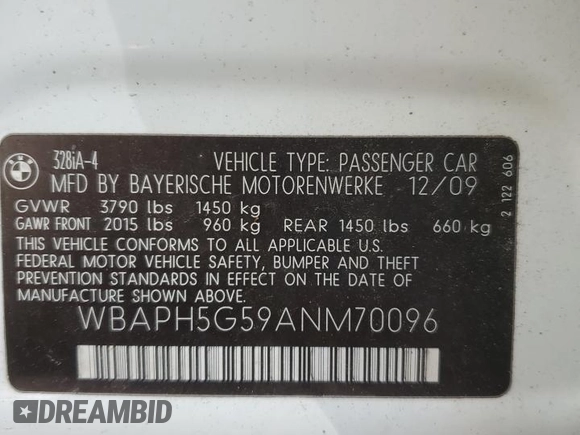 BMW
328iA-4 VEHICLE TYPE: PASSENGER CAR
MFD BY BAYERISCHE MOTORENWERKE 12/09
GVWR 3790 lbs 1450 kg
GAWR FRONT 2015 lbs 960 kg REAR 1450 lbs 660 kg
THIS VEHICLE CONFORMS TO ALL APPLICABLE U.S.
FEDERAL MOTOR VEHICLE SAFETY, BUMPER AND THEFT
PREVENTION STANDARDS IN EFFECT ON THE DATE OF
MANUFACTURE SHOWN ABOVE.
WBAPH5G59ANM70096
2 122 606
DREAMBID